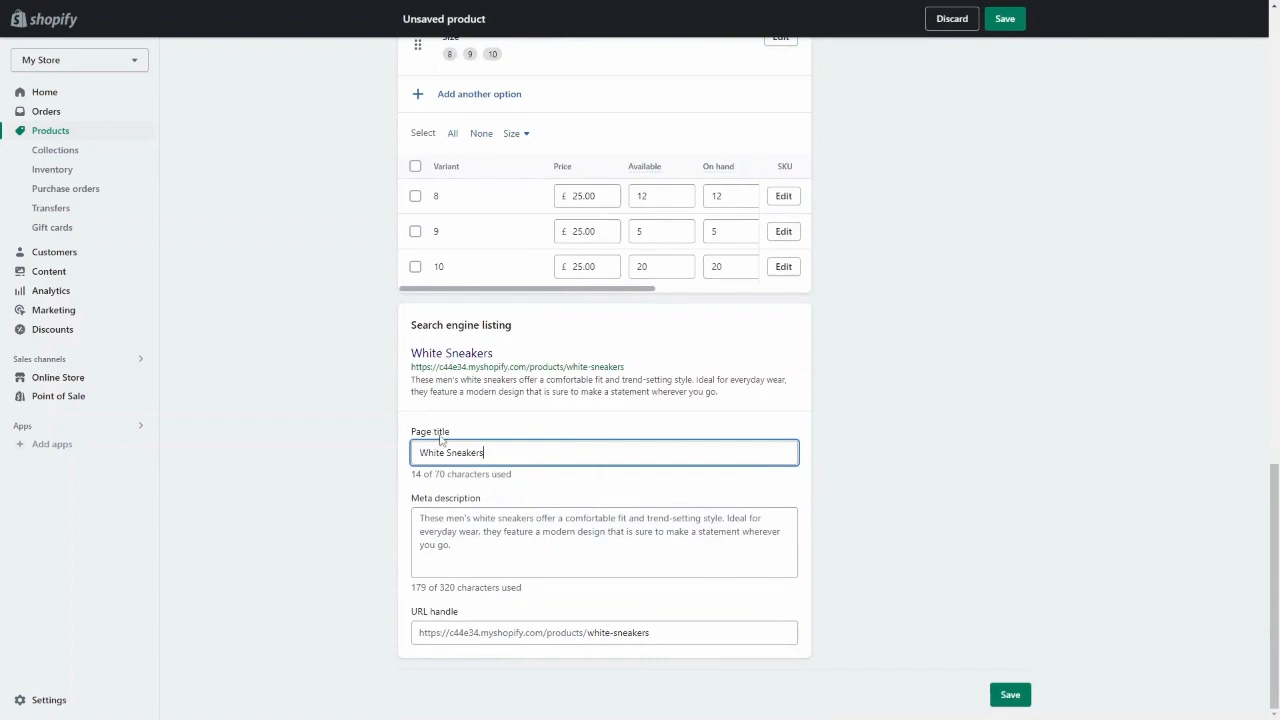 shopify
Unsaved product
Discard
Save
My Store
Home
Orders
Products
Collections
Inventory
Purchase orders
Transfers
Gift cards
Customers
Content
Analytics
Marketing
Discounts
Sales channels
Online Store
Point of Sale
Apps
Add apps
Settings
Size
Edit
8 9 10
Add another option
Select All None Size
Variant Price Available On hand SKU
8 £ 25.00 12 12 Edit
9 £ 25.00 5 5 Edit
10 £ 25.00 20 20 Edit
Search engine listing
White Sneakers
https://c44e34.myshopify.com/products/white-sneakers
These men's white sneakers offer a comfortable fit and trend-setting style. Ideal for everyday wear,
they feature a modern design that is sure to make a statement wherever you go.
Page title
White Sneakers
14 of 70 characters used
Meta description
These men's white sneakers offer a comfortable fit and trend-setting style. Ideal for
everyday wear, they feature a modern design that is sure to make a statement wherever
you go.
179 of 320 characters used
URL handle
https://c44e34.myshopify.com/products/white-sneakers
Save